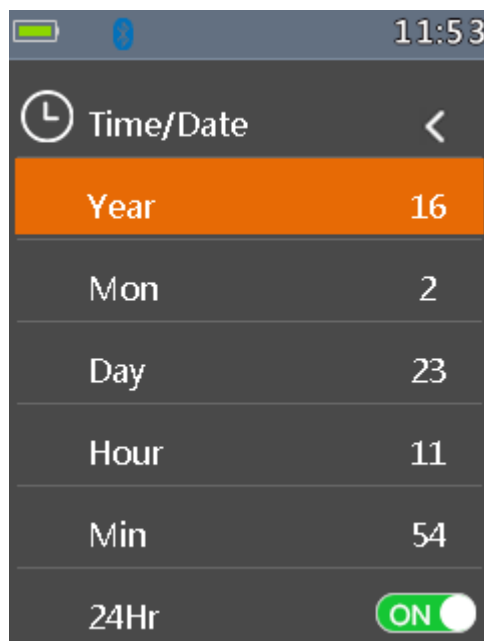 11:53
Time/Date
Year 16
Mon 2
Day 23
Hour 11
Min 54
24Hr ON